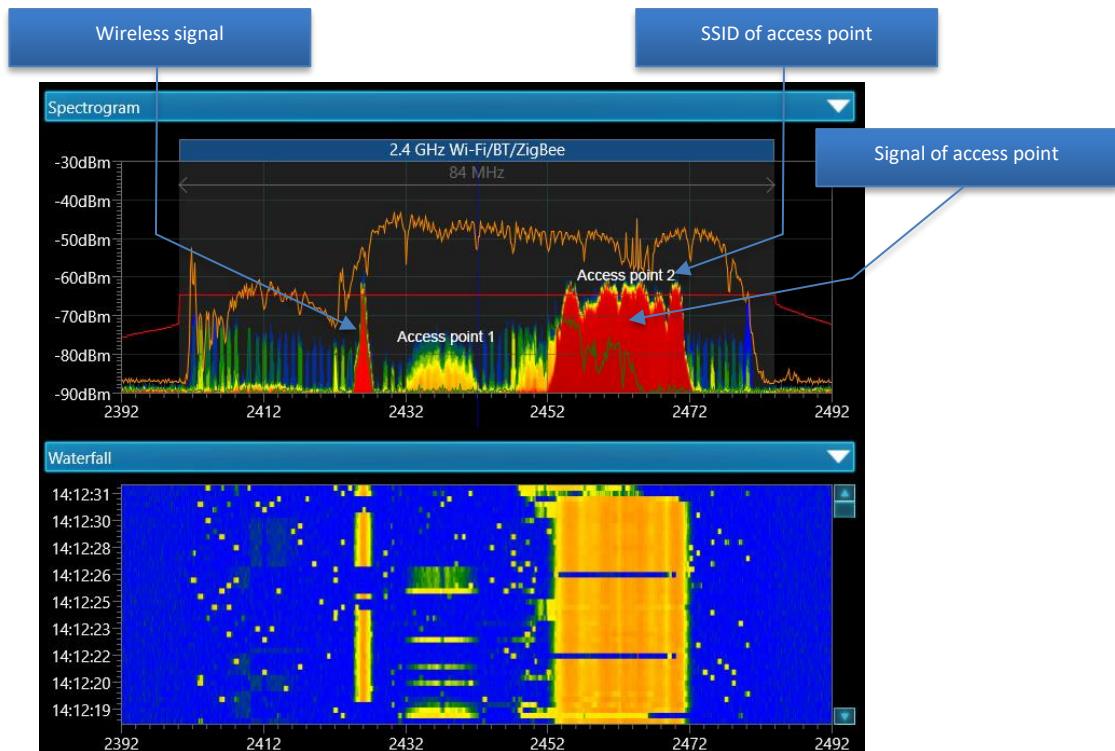 Wireless signal
SSID of access point
Spectrogram
Signal of access point
2.4 GHz Wi-Fi/BT/ZigBee
84 MHz
-30dBm
-40dBm
-50dBm
-60dBm
Access point 2
-70dBm
Access point 1
-80dBm
-90dBm
2392 2412 2432 2452 2472 2492
Waterfall
14:12:31
14:12:30
14:12:28
14:12:26
14:12:25
14:12:23
14:12:22
14:12:20
14:12:19
2392 2412 2432 2452 2472 2492